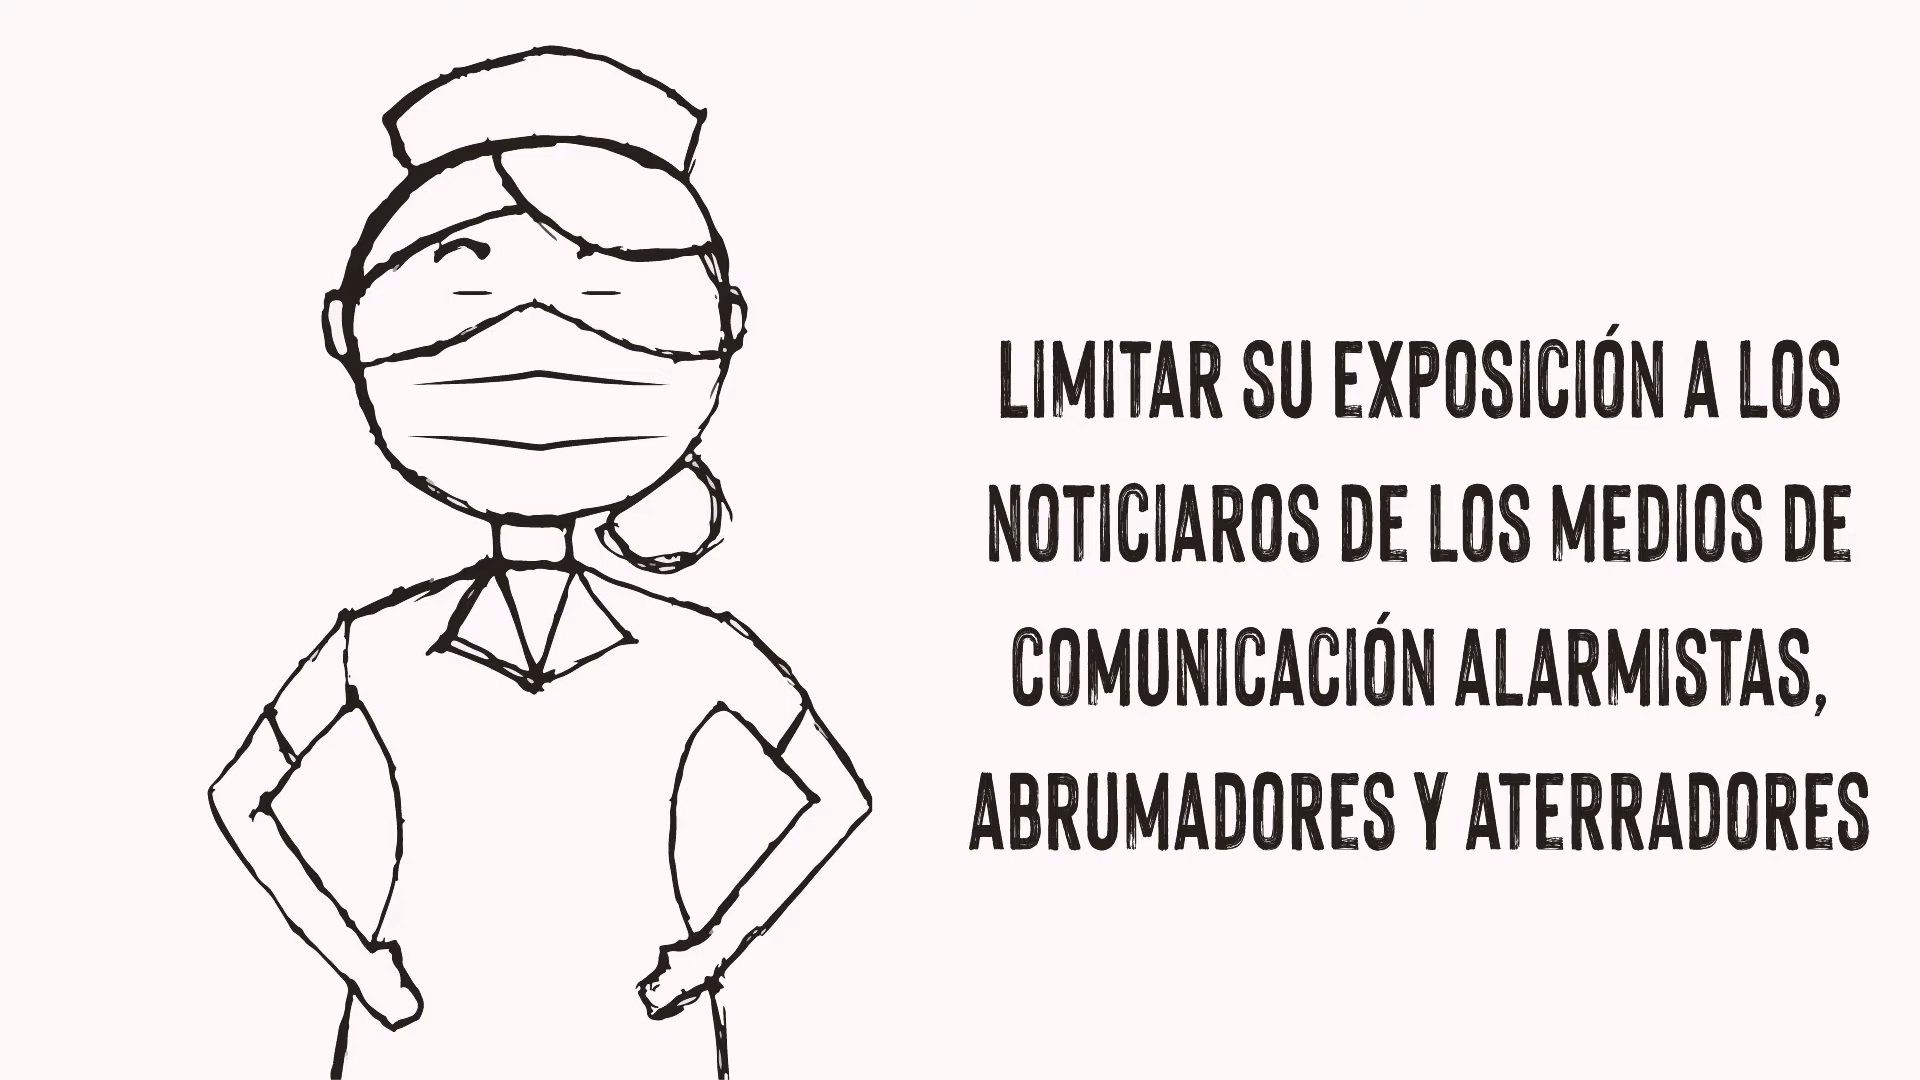 LIMITAR SU EXPOSICIÓN A LOS
NOTICIAROS DE LOS MEDIOS DE
COMUNICACIÓN ALARMISTAS,
ABRUMADORES Y ATERRADORES